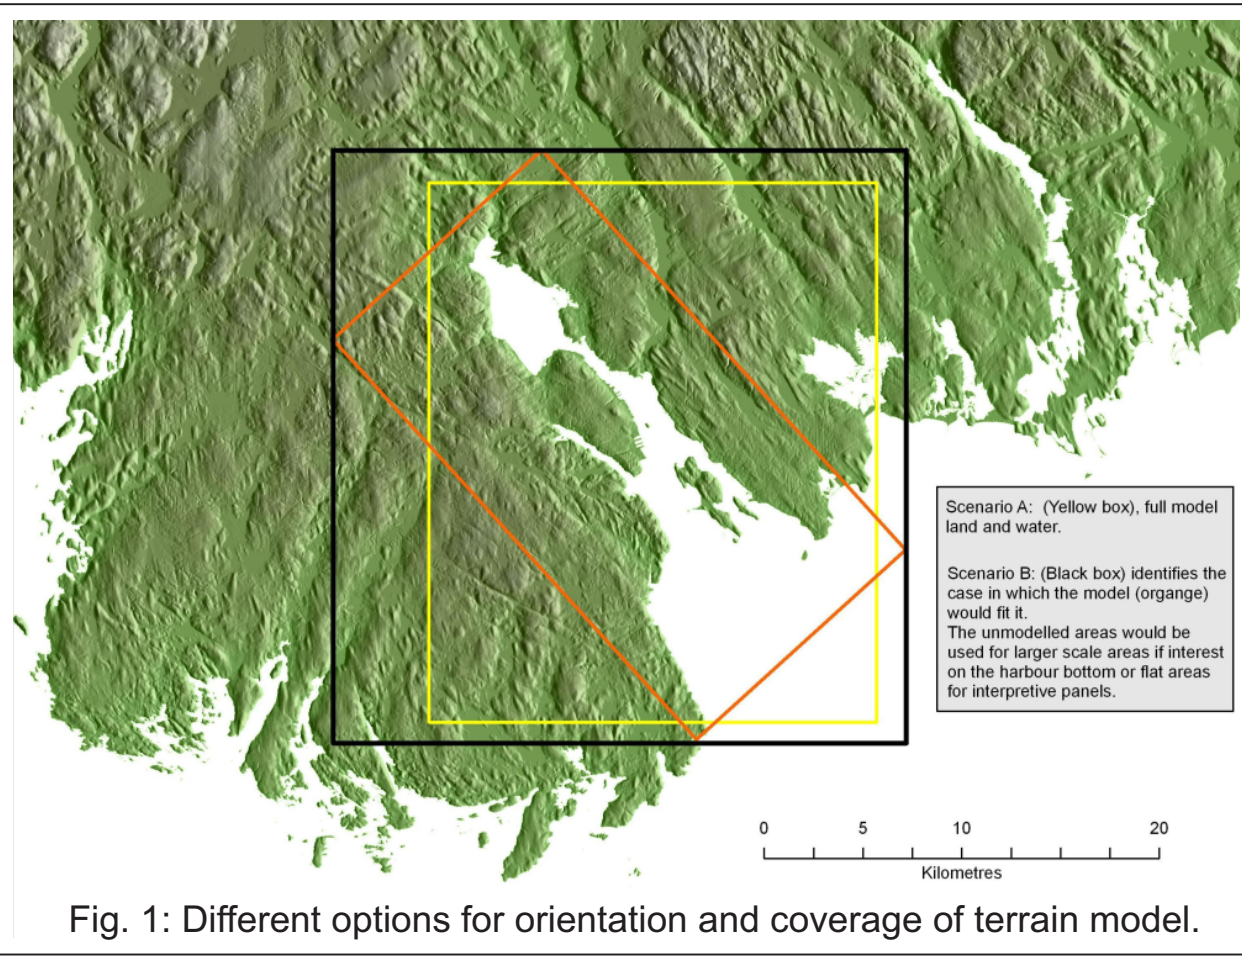 Scenario A:  (Yellow box), full model
land and water.
Scenario B: (Black box) identifies the
case in which the model (organge)
would fit it.
The unmodelled areas would be
used for larger scale areas if interest
on the harbour bottom or flat areas
for interpretive panels.
0 5 10 20
Kilometres
Fig. 1: Different options for orientation and coverage of terrain model.